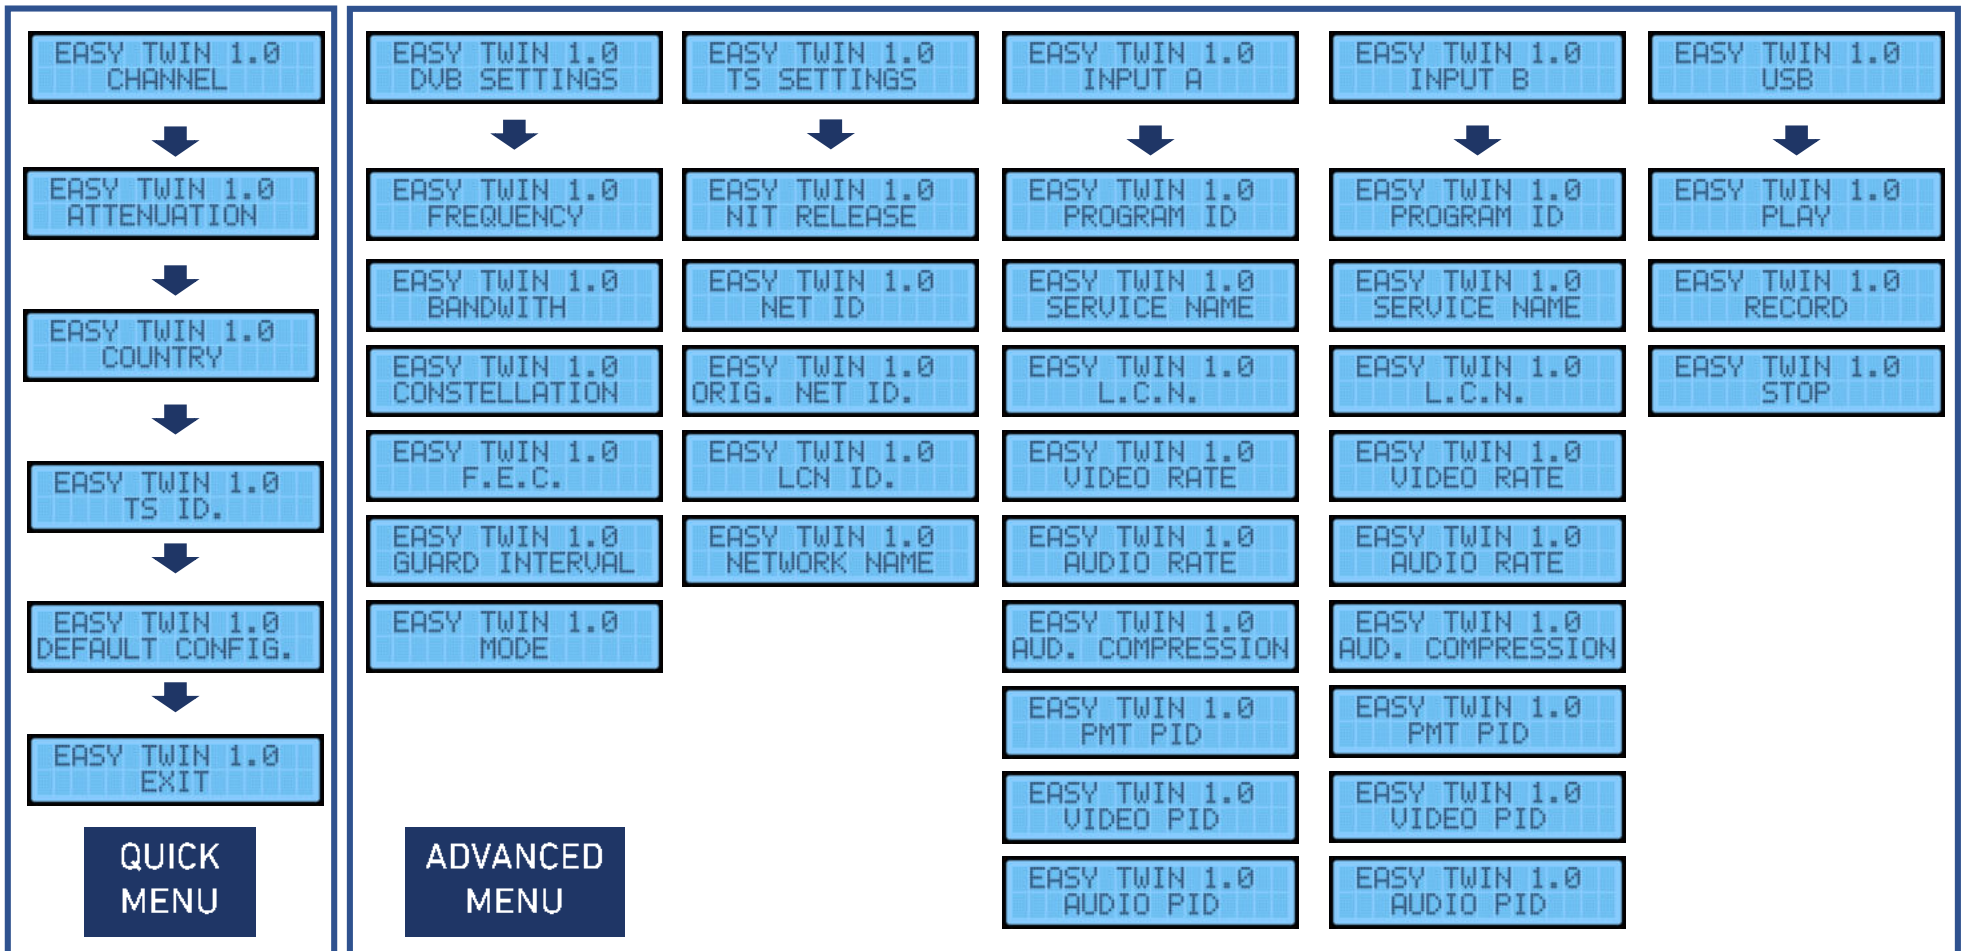 EASY TWIN 1.0
CHANNEL
EASY TWIN 1.0
ATTENUATION
EASY TWIN 1.0
COUNTRY
EASY TWIN 1.0
TS ID.
EASY TWIN 1.0
DEFAULT CONFIG.
EASY TWIN 1.0
EXIT
QUICK
MENU
EASY TWIN 1.0
DVB SETTINGS
EASY TWIN 1.0
FREQUENCY
EASY TWIN 1.0
BANDWITH
EASY TWIN 1.0
CONSTELLATION
EASY TWIN 1.0
F.E.C.
EASY TWIN 1.0
GUARD INTERVAL
EASY TWIN 1.0
MODE
ADVANCED
MENU
EASY TWIN 1.0
TS SETTINGS
EASY TWIN 1.0
NIT RELEASE
EASY TWIN 1.0
NET ID
EASY TWIN 1.0
ORIG. NET ID.
EASY TWIN 1.0
LCN ID.
EASY TWIN 1.0
NETWORK NAME
EASY TWIN 1.0
INPUT A
EASY TWIN 1.0
PROGRAM ID
EASY TWIN 1.0
SERVICE NAME
EASY TWIN 1.0
L.C.N.
EASY TWIN 1.0
VIDEO RATE
EASY TWIN 1.0
AUDIO RATE
EASY TWIN 1.0
AUD. COMPRESSION
EASY TWIN 1.0
PMT PID
EASY TWIN 1.0
VIDEO PID
EASY TWIN 1.0
AUDIO PID
EASY TWIN 1.0
INPUT B
EASY TWIN 1.0
PROGRAM ID
EASY TWIN 1.0
SERVICE NAME
EASY TWIN 1.0
L.C.N.
EASY TWIN 1.0
VIDEO RATE
EASY TWIN 1.0
AUDIO RATE
EASY TWIN 1.0
AUD. COMPRESSION
EASY TWIN 1.0
PMT PID
EASY TWIN 1.0
VIDEO PID
EASY TWIN 1.0
AUDIO PID
EASY TWIN 1.0
USB
EASY TWIN 1.0
PLAY
EASY TWIN 1.0
RECORD
EASY TWIN 1.0
STOP